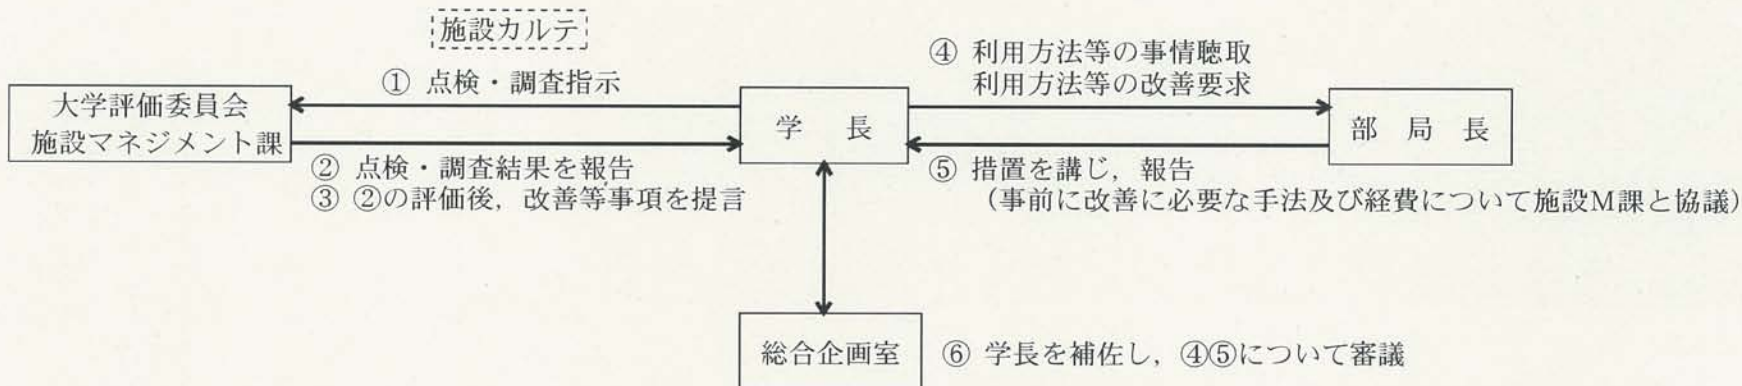 施設カルテ
① 点検・調査指示
大学評価委員会
施設マネジメント課
② 点検・調査結果を報告
③ ②の評価後，改善等事項を提言
学 長
④ 利用方法等の事情聴取
利用方法等の改善要求
部 局 長
⑤ 措置を講じ，報告
（事前に改善に必要な手法及び経費について施設M課と協議）
総合企画室
⑥ 学長を補佐し，④⑤について審議